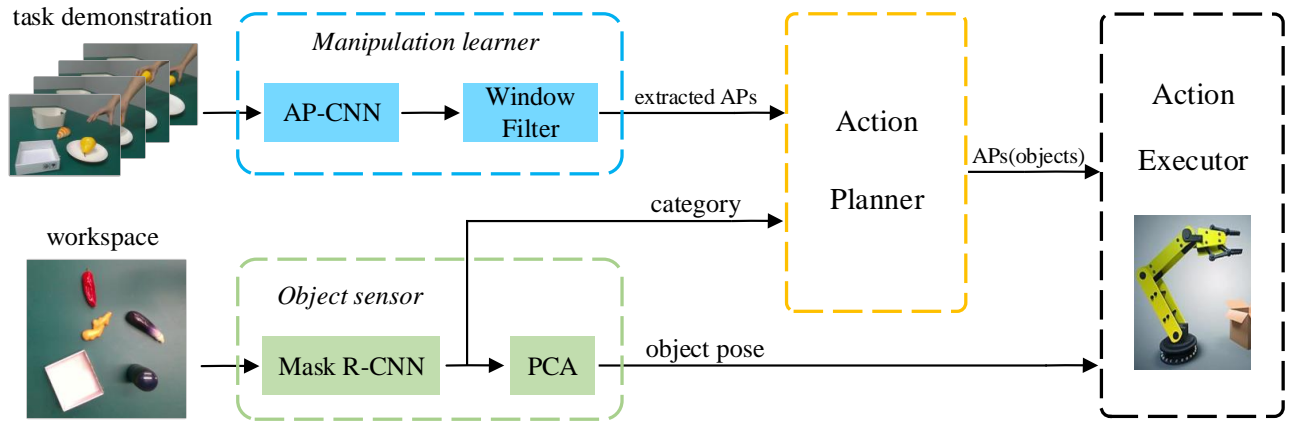 task demonstration
Manipulation learner
AP-CNN
Window
Filter
extracted APs
Action
Planner
APs(objects)
Action
Executor
category
workspace
Object sensor
Mask R-CNN
PCA
object pose